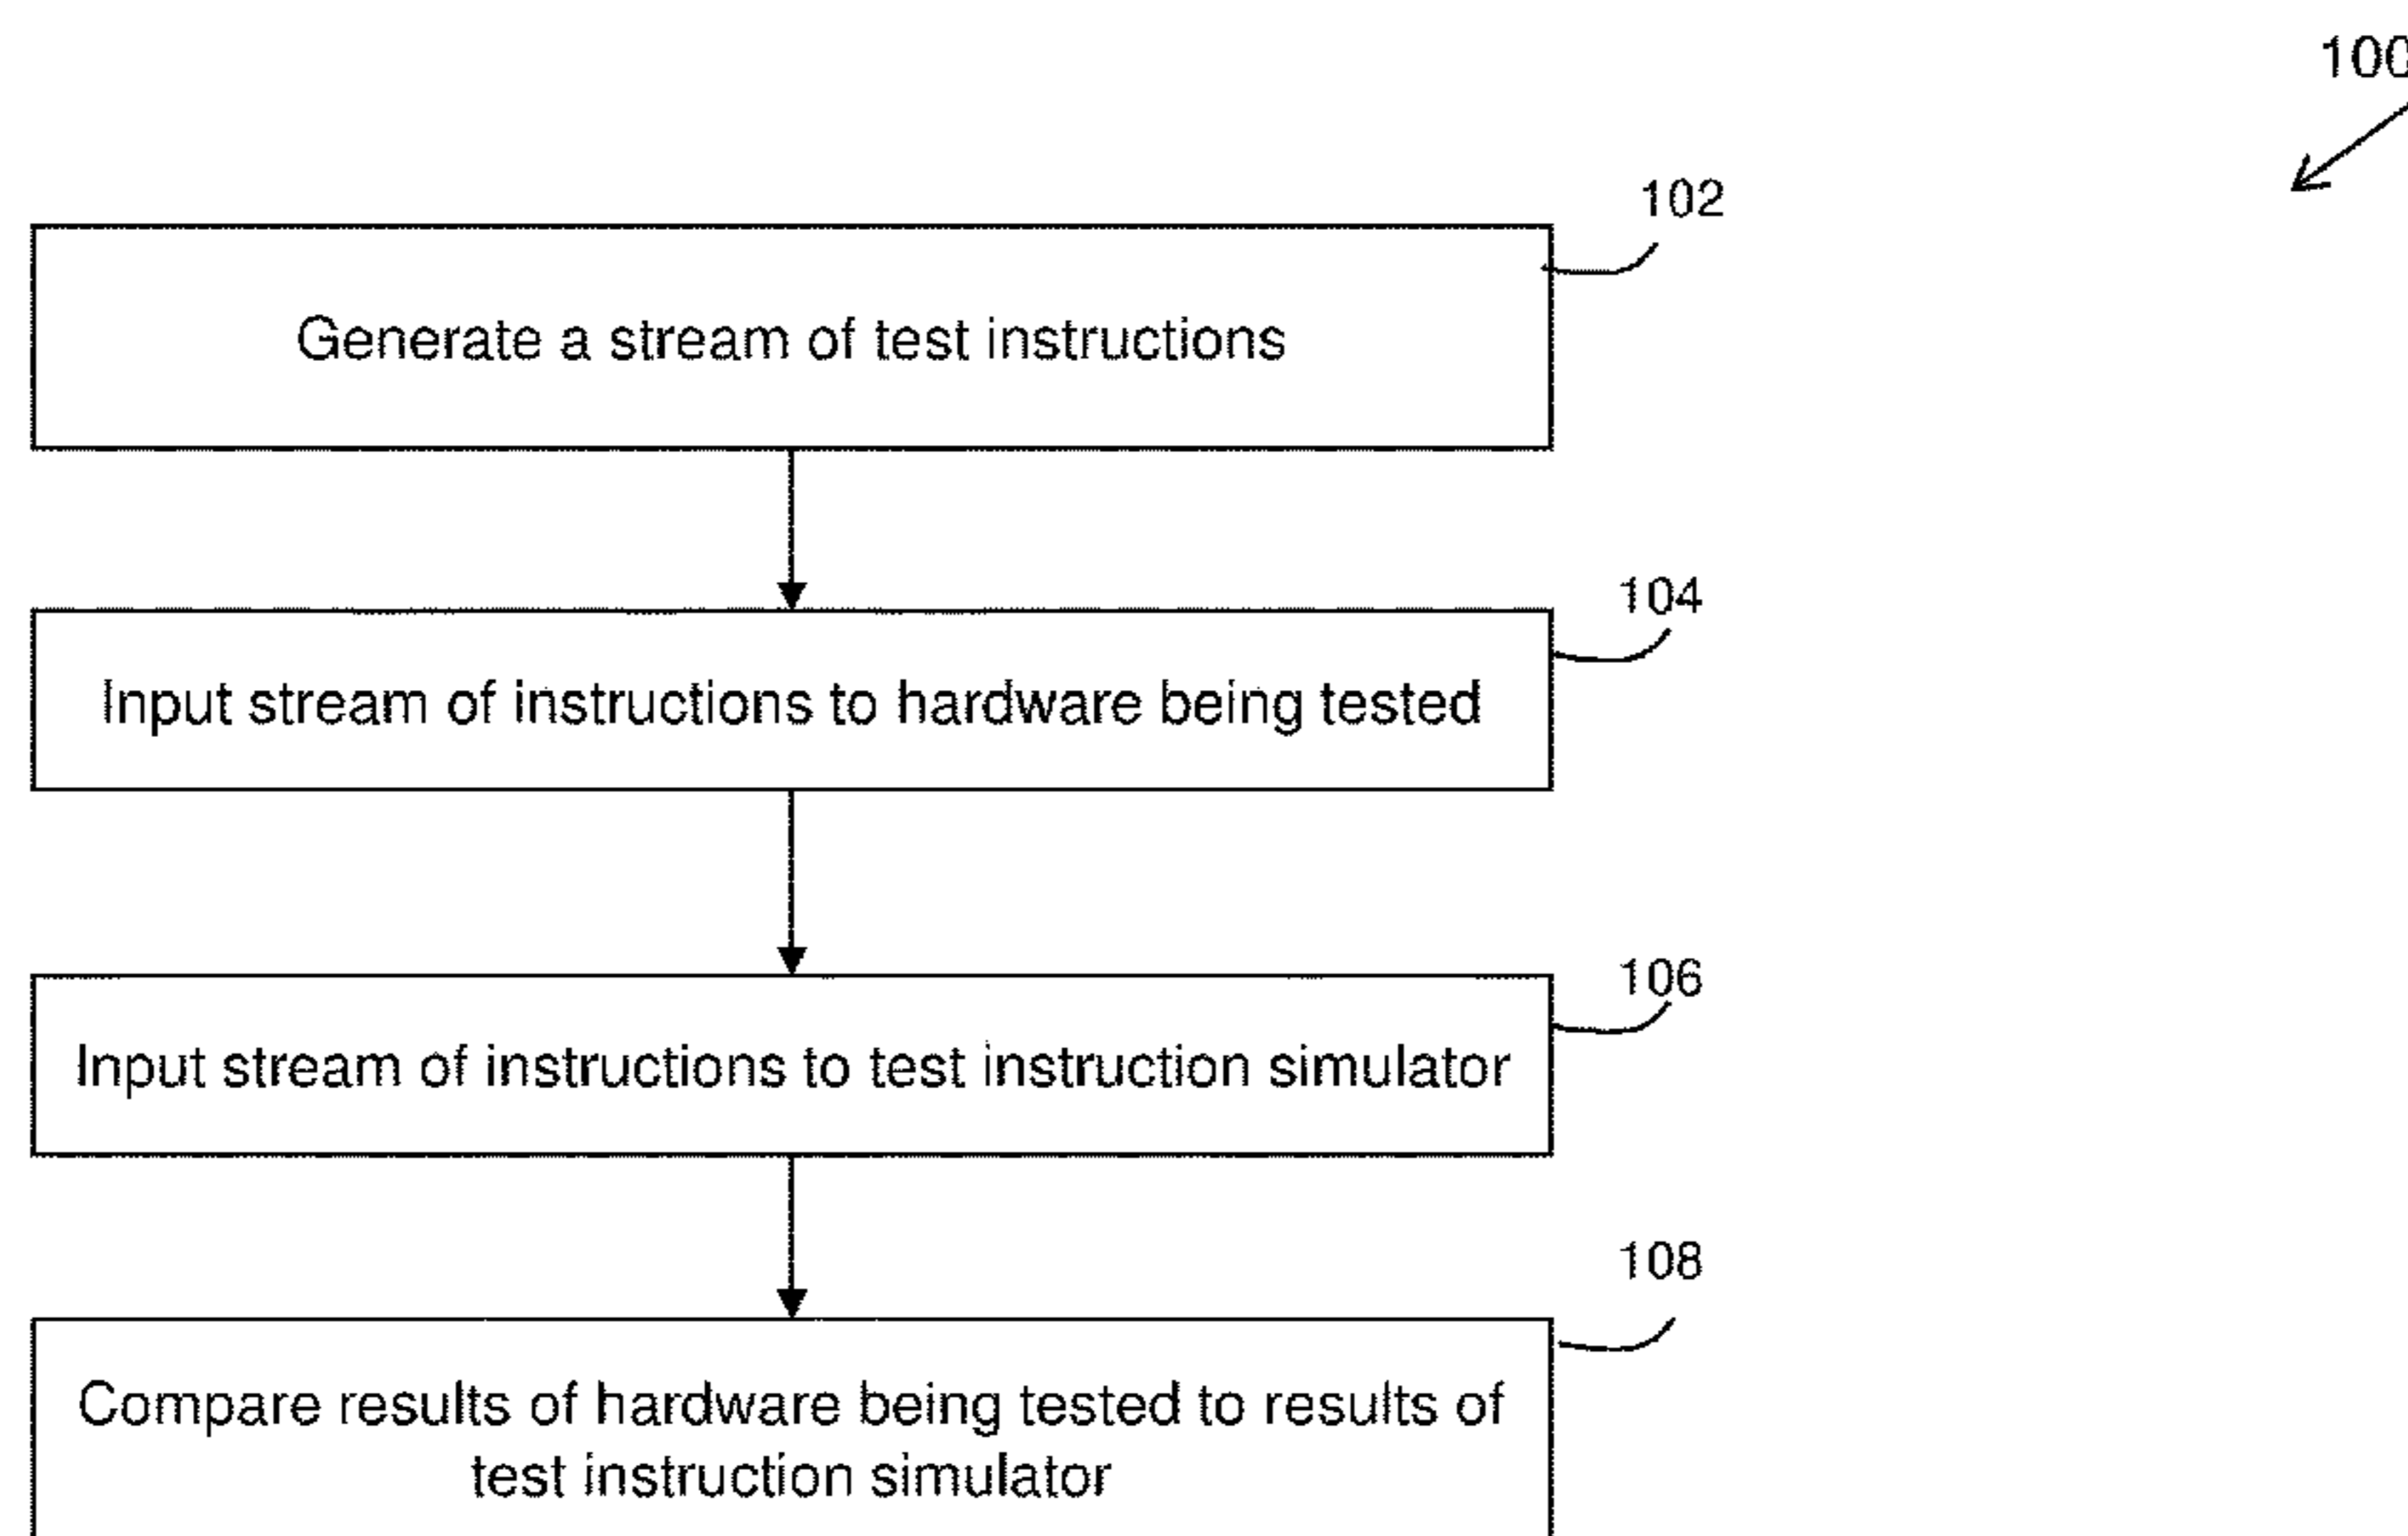 100
102
Generate a stream of test instructions
104
Input stream of instructions to hardware being tested
106
Input stream of instructions to test instruction simulator
108
Compare results of hardware being tested to results of
test instruction simulator